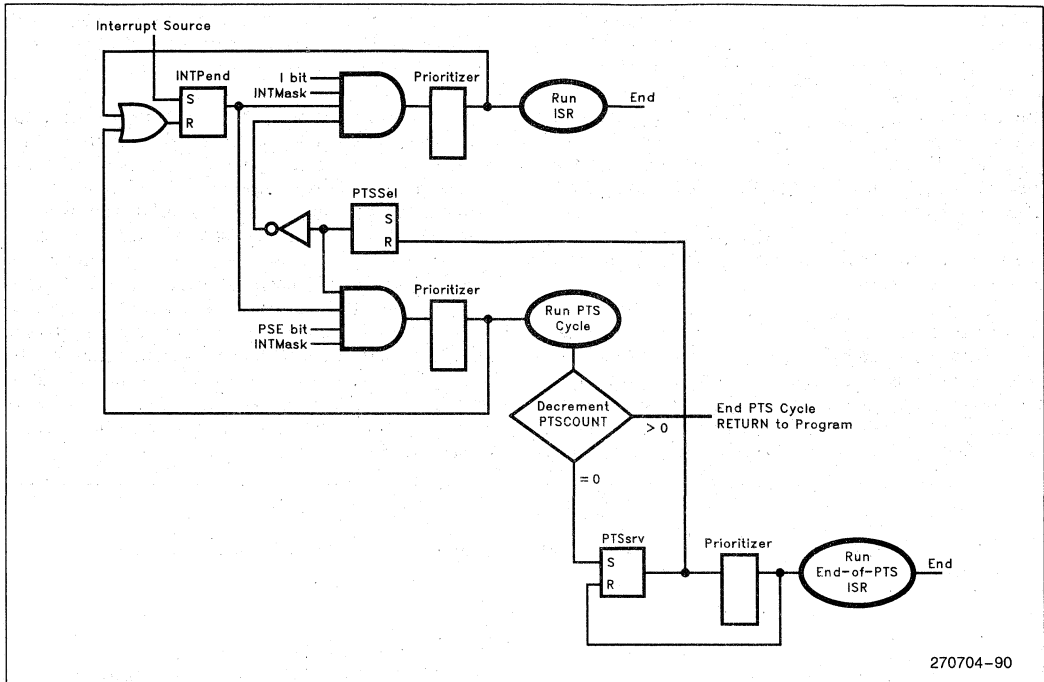 Interrupt Source
INTPend
S
R
I bit
INTMask
Prioritizer
Run
ISR
End
PTSSel
S
R
PSE bit
INTMask
Prioritizer
Run PTS
Cycle
Decrement
PTSCOUNT
> 0
End PTS Cycle
RETURN to Program
= 0
PTSsrv
S
R
Prioritizer
Run
End-of-PTS
ISR
End
270704-90